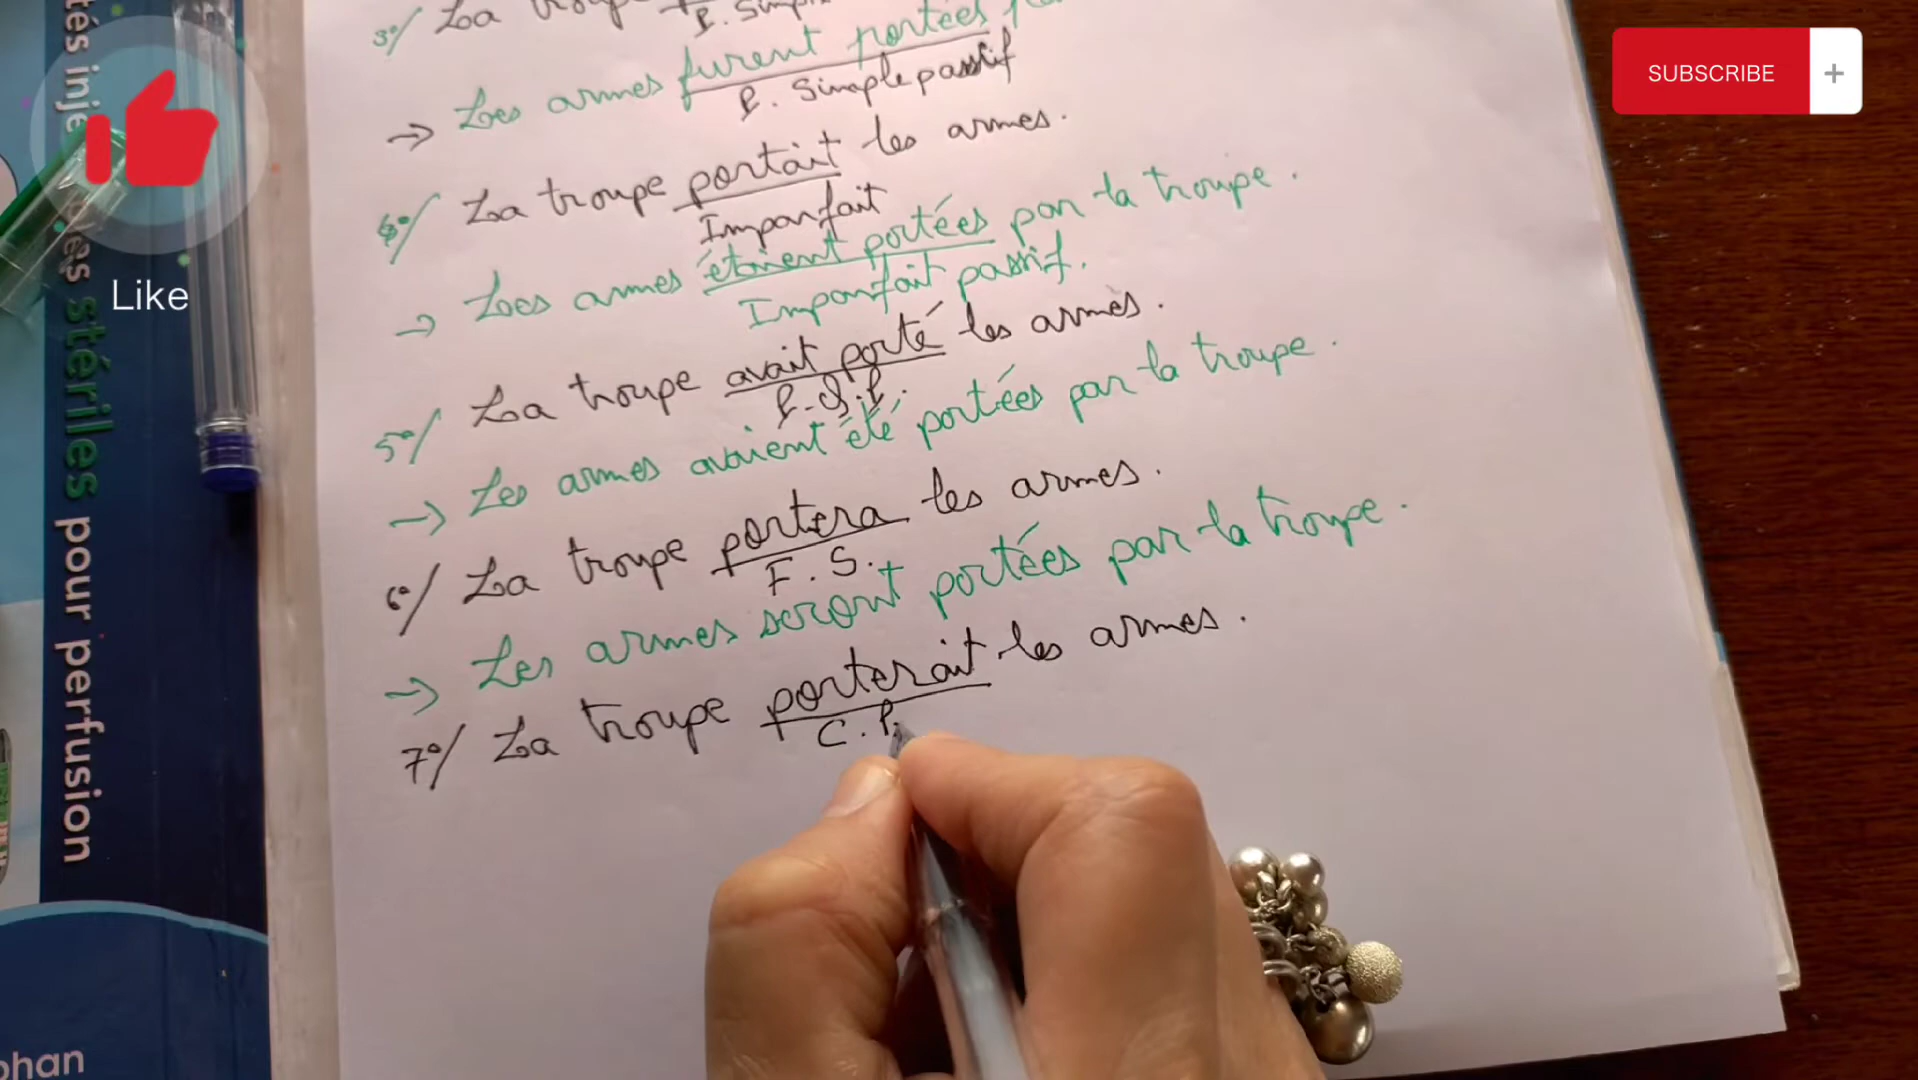 3°/ La troupe
P. Simple
→ Les armes furent portées
P. Simple passif
4°/ La troupe portait les armes.
Imparfait
→ Les armes étaient portées par la troupe.
Imparfait passif.
5°/ La troupe avait porté les armes.
P.Q.P.
→ Les armes avaient été portées par la troupe.
6°/ La troupe portera les armes.
F.S.
→ Les armes seront portées par la troupe.
7°/ La troupe porterait les armes.
C.P.
Like
SUBSCRIBE +
stériles pour perfusion